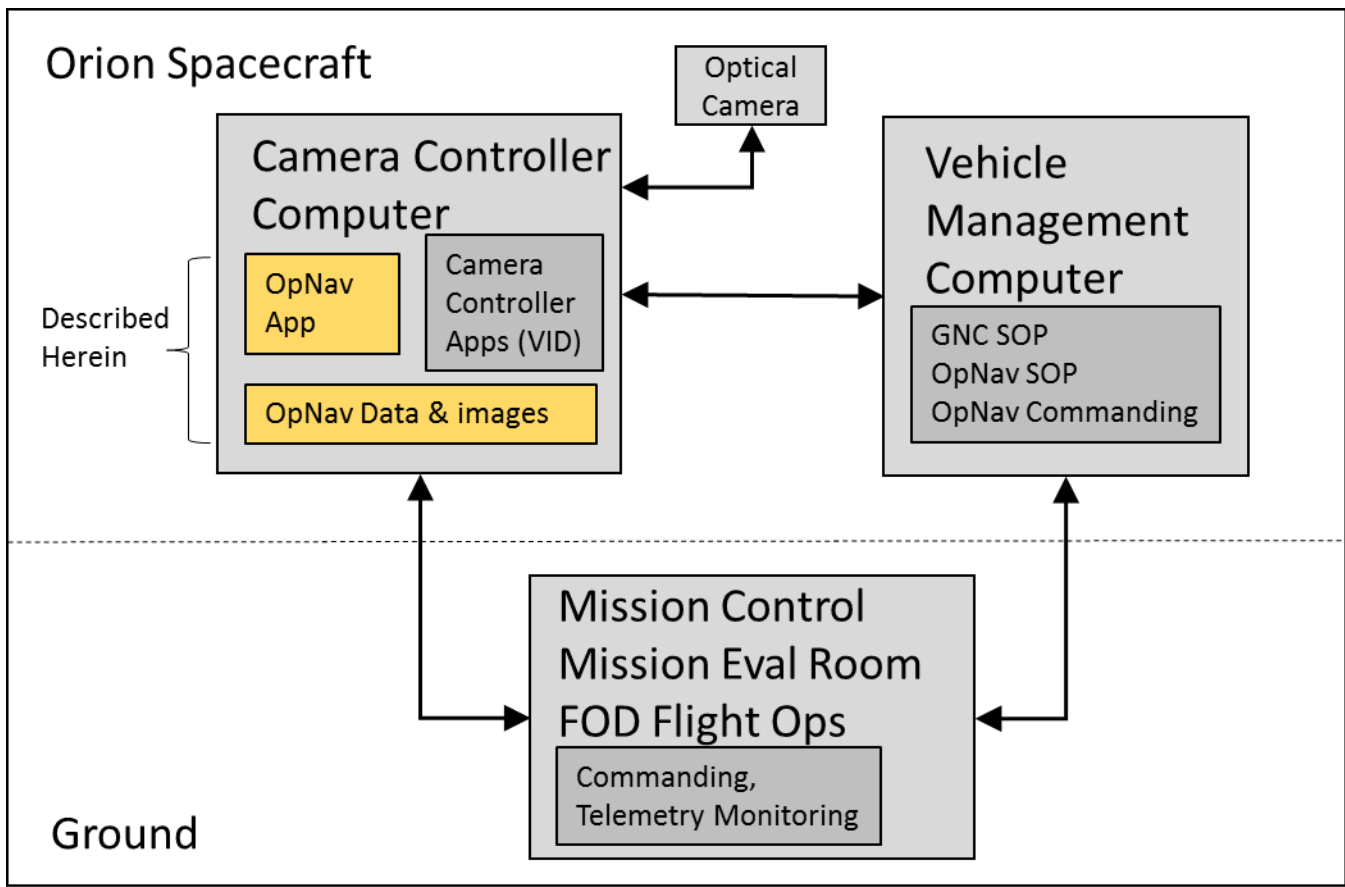 Orion Spacecraft
Optical
Camera
Camera Controller
Computer
OpNav
App
Camera
Controller
Apps (VID)
OpNav Data & images
Described
Herein
Vehicle
Management
Computer
GNC SOP
OpNav SOP
OpNav Commanding
Mission Control
Mission Eval Room
FOD Flight Ops
Commanding,
Telemetry Monitoring
Ground